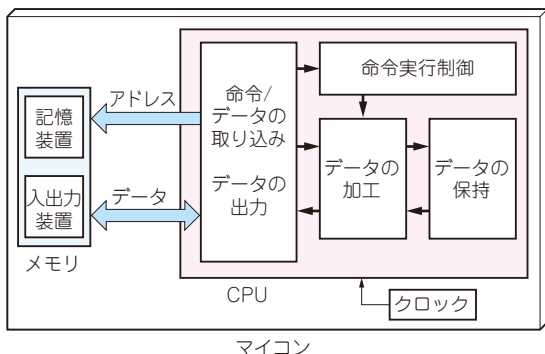 アドレス
記憶
装置
データ
入出力
装置
メモリ
命令/
データの
取り込み
データの
出力
命令実行制御
データの
加工
データの
保持
CPU
クロック
マイコン